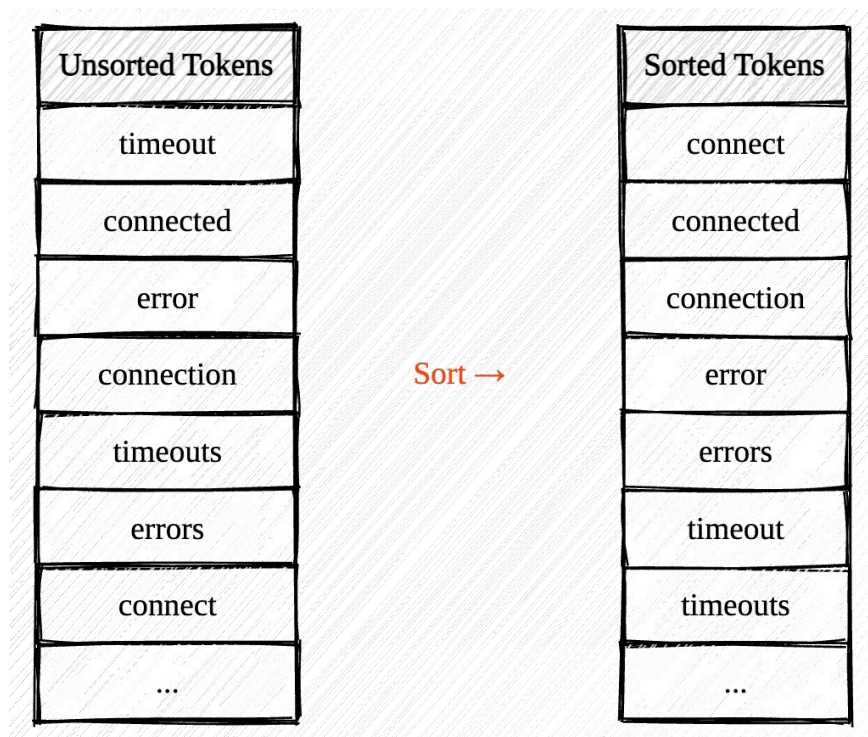 Unsorted Tokens
timeout
connected
error
connection
timeouts
errors
connect
...
Sort →
Sorted Tokens
connect
connected
connection
error
errors
timeout
timeouts
...